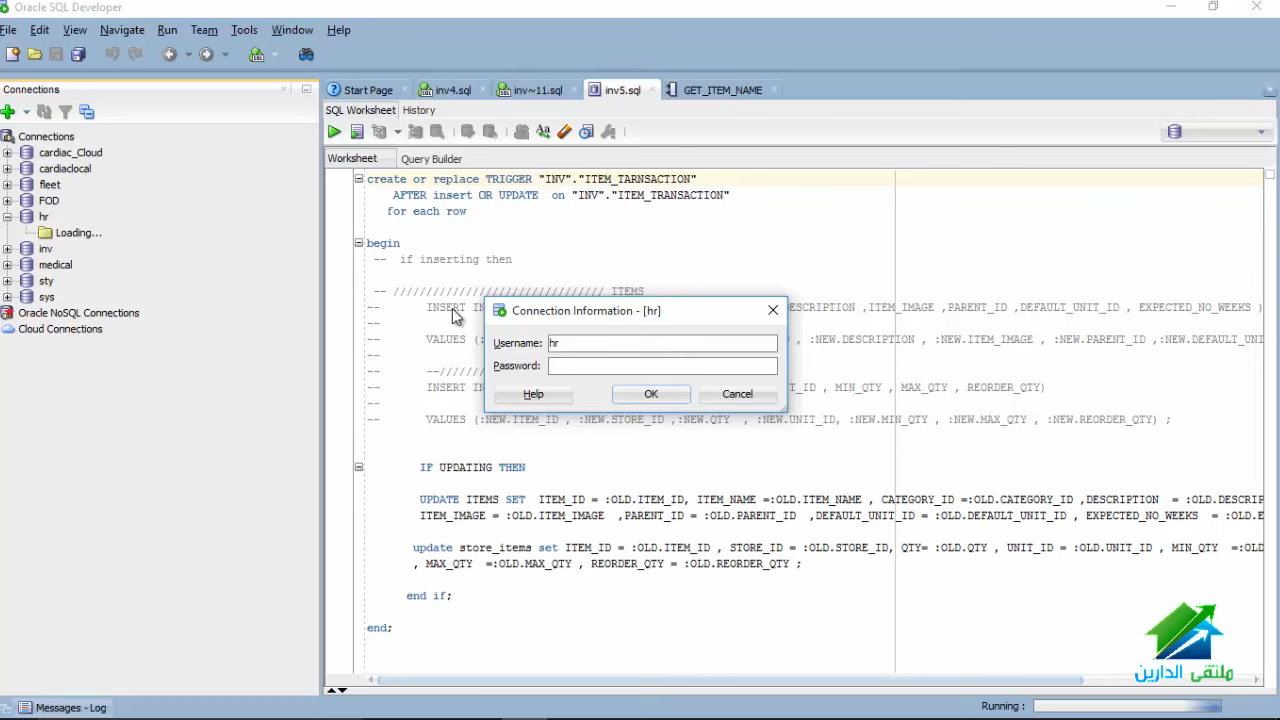 Oracle SQL Developer
File Edit View Navigate Run Team Tools Window Help
Connections
Start Page
inv4.sql
inv~11.sql
inv5.sql
GET_ITEM_NAME
SQL Worksheet History
Worksheet Query Builder
Connections
cardiac_Cloud
cardiaclocal
fleet
FOD
hr
Loading...
inv
medical
sty
sys
Oracle NoSQL Connections
Cloud Connections
create or replace TRIGGER "INV"."ITEM_TARNSACTION"
AFTER insert OR UPDATE on "INV"."ITEM_TRANSACTION"
for each row
begin
-- if inserting then
-- //////////////////////////////// ITEMS
-- INSERT IN
DESCRIPTION ,ITEM_IMAGE ,PARENT_ID ,DEFAULT_UNIT_ID , EXPECTED_NO_WEEKS )
--
-- VALUES (:
:NEW.DESCRIPTION , :NEW.ITEM_IMAGE , :NEW.PARENT_ID ,:NEW.DEFAULT_U
--
-- INSERT IN
ID , MIN_QTY , MAX_QTY , REORDER_QTY)
--
-- VALUES (:NEW.ITEM_ID , :NEW.STORE_ID ,:NEW.QTY , :NEW.UNIT_ID, :NEW.MIN_QTY , :NEW.MAX_QTY , :NEW.REORDER_QTY) ;
IF UPDATING THEN
UPDATE ITEMS SET ITEM_ID = :OLD.ITEM_ID, ITEM_NAME =:OLD.ITEM_NAME , CATEGORY_ID =:OLD.CATEGORY_ID ,DESCRIPTION = :OLD.DESCRIP
ITEM_IMAGE = :OLD.ITEM_IMAGE ,PARENT_ID = :OLD.PARENT_ID ,DEFAULT_UNIT_ID = :OLD.DEFAULT_UNIT_ID , EXPECTED_NO_WEEKS = :OLD.E
update store_items set ITEM_ID = :OLD.ITEM_ID , STORE_ID = :OLD.STORE_ID, QTY= :OLD.QTY , UNIT_ID = :OLD.UNIT_ID , MIN_QTY =:OLD
, MAX_QTY =:OLD.MAX_QTY , REORDER_QTY = :OLD.REORDER_QTY ;
end if;
end;
Connection Information - [hr]
Username: hr
Password:
Help OK Cancel
ملتقى الدارين
Messages - Log
Running :